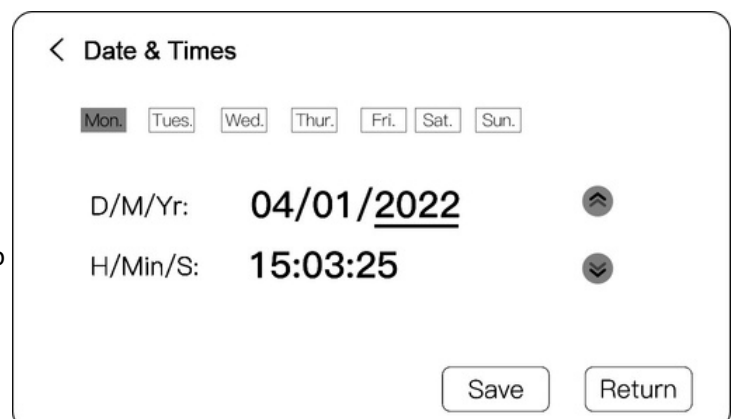 < Date & Times
Mon. Tues. Wed. Thur. Fri. Sat. Sun.
D/M/Yr: 04/01/2022
H/Min/S: 15:03:25
Save Return